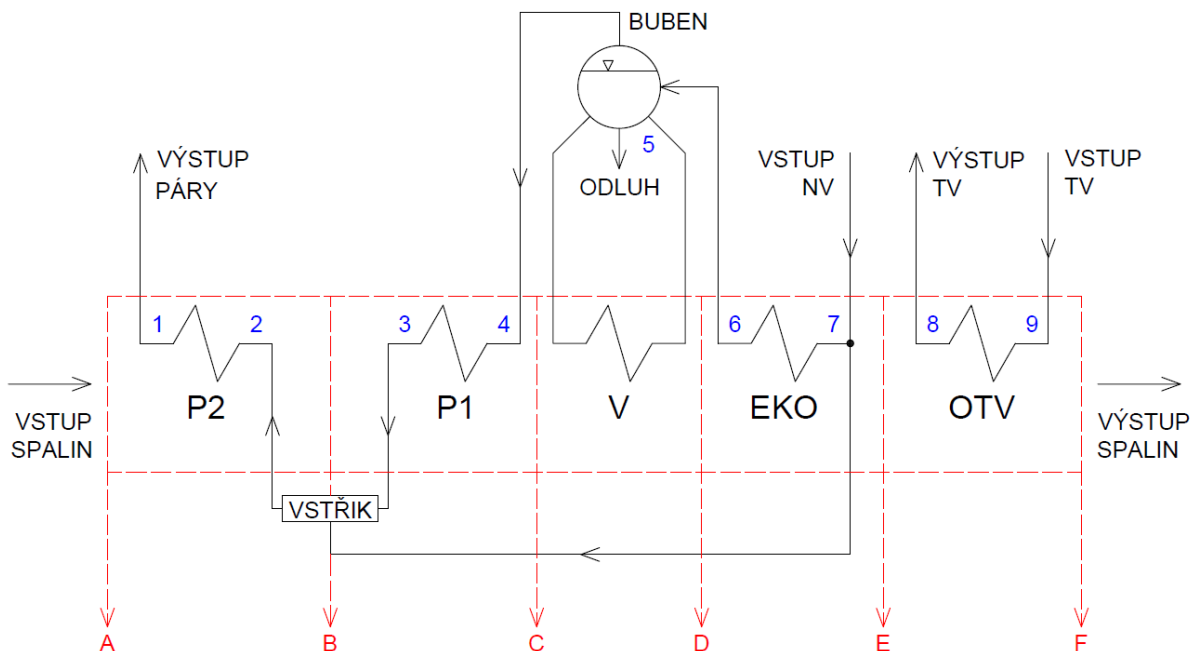 BUBEN
VÝSTUP
PÁRY
5
ODLUH
VSTUP
NV
VÝSTUP
TV
VSTUP
TV
1
2
3
4
6
7
8
9
P2
P1
V
EKO
OTV
VSTUP
SPALIN
VÝSTUP
SPALIN
VSTŘIK
A
B
C
D
E
F